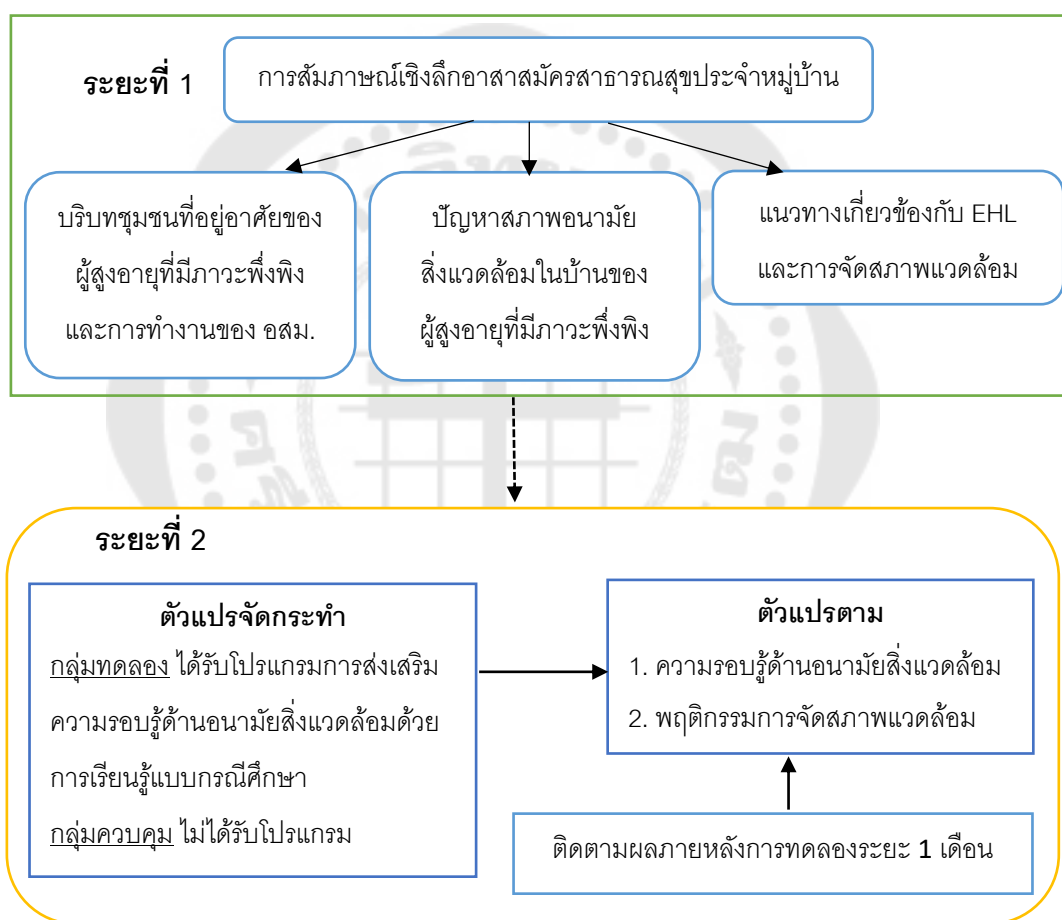 ระยะที่ 1
การสัมภาษณ์เชิงลึกอาสาสมัครสาธารณสุขประจำหมู่บ้าน
บริบทชุมชนที่อยู่อาศัยของ
ผู้สูงอายุที่มีภาวะพึ่งพิง
และการทำงานของ อสม.
ปัญหาสภาพอนามัย
สิ่งแวดล้อมในบ้านของ
ผู้สูงอายุที่มีภาวะพึ่งพิง
แนวทางเกี่ยวข้องกับ EHL
และการจัดสภาพแวดล้อม
ระยะที่ 2
ตัวแปรจัดกระทำ
กลุ่มทดลอง ได้รับโปรแกรมการส่งเสริม
ความรอบรู้ด้านอนามัยสิ่งแวดล้อมด้วย
การเรียนรู้แบบกรณีศึกษา
กลุ่มควบคุม ไม่ได้รับโปรแกรม
ตัวแปรตาม
1. ความรอบรู้ด้านอนามัยสิ่งแวดล้อม
2. พฤติกรรมการจัดสภาพแวดล้อม
ติดตามผลภายหลังการทดลองระยะ 1 เดือน